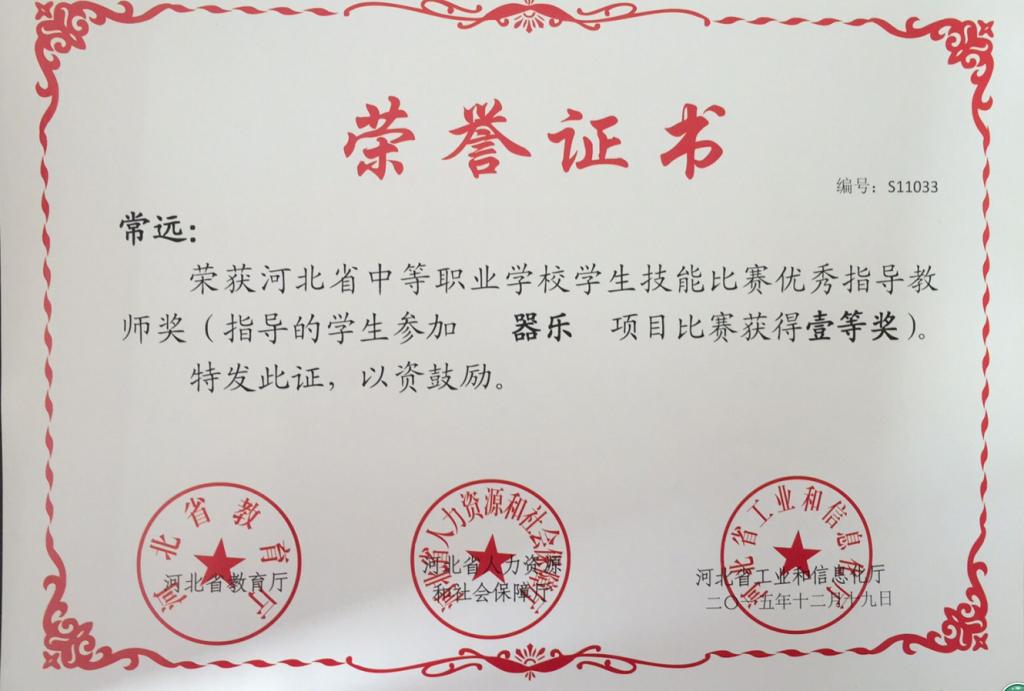 荣誉证书
编号：S11033
常远：
荣获河北省中等职业学校学生技能比赛优秀指导教
师奖（指导的学生参加 器乐 项目比赛获得壹等奖）。
特发此证，以资鼓励。
河北省教育厅
河北省教育厅
河北省人力资源和社会保障厅
河北省人力资源
和社会保障厅
河北省工业和信息化厅
河北省工业和信息化厅
二〇一五年十二月十九日